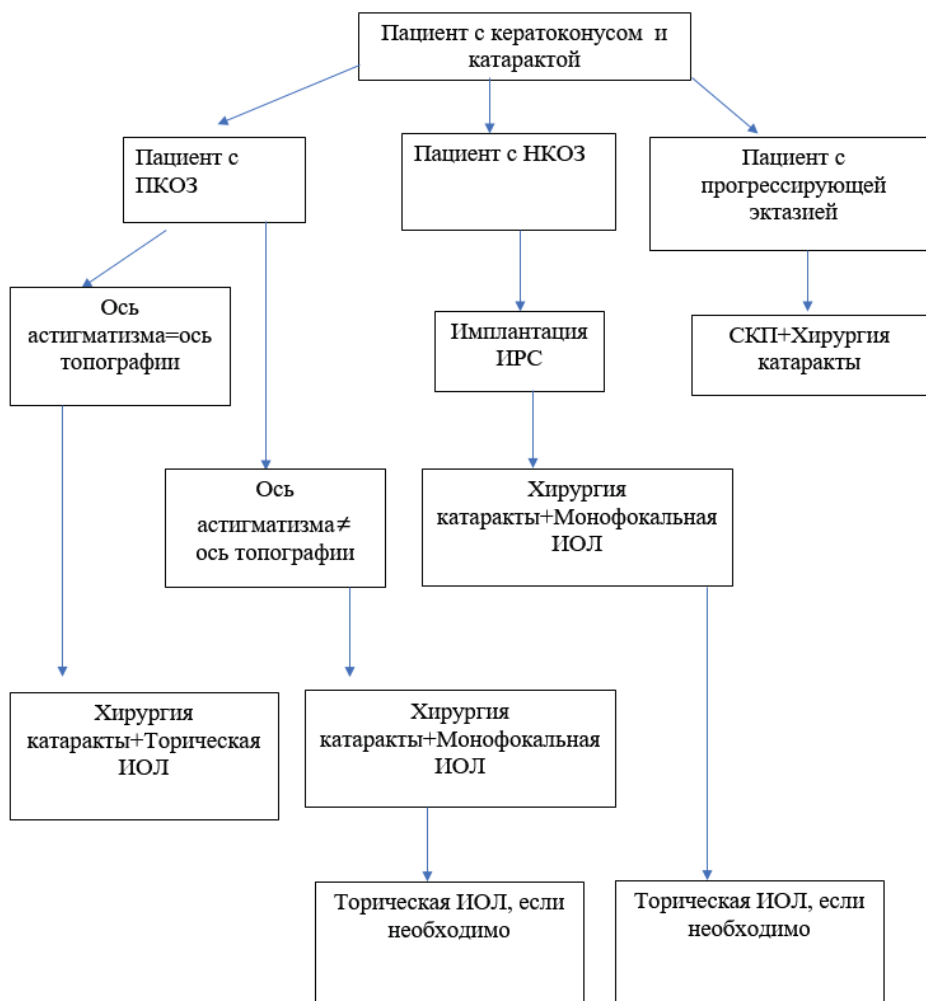 Пациент с кератоконусом и
катарактой
Пациент с
ПКОЗ
Пациент с НКОЗ
Пациент с
прогрессирующей
эктазией
Ось
астигматизма=ось
топографии
Имплантация
ИРС
СКП+Хирургия
катаракты
Ось
астигматизма≠
ось топографии
Хирургия
катаракты+Монофокальная
ИОЛ
Хирургия
катаракты+Торическая
ИОЛ
Хирургия
катаракты+Монофокальная
ИОЛ
Торическая ИОЛ, если
необходимо
Торическая ИОЛ, если
необходимо